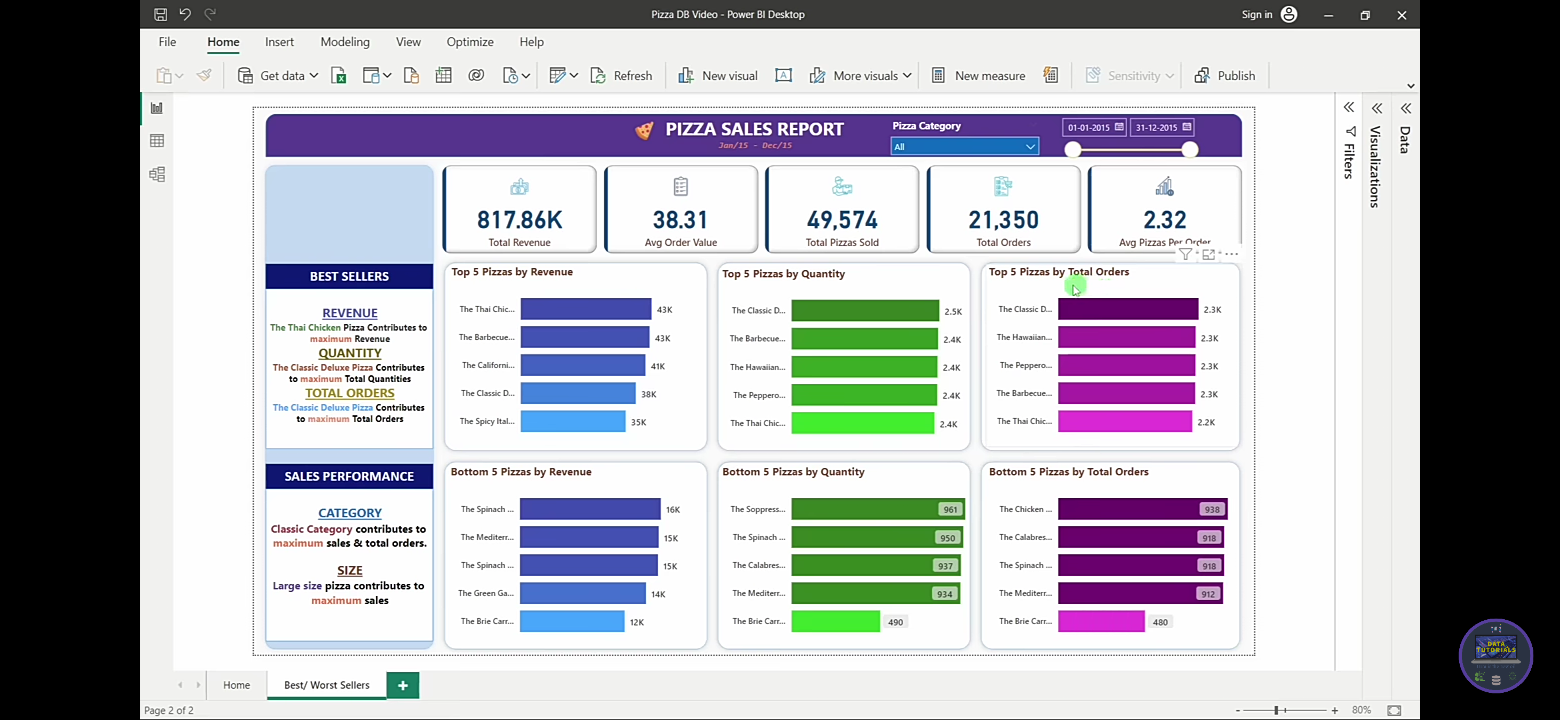 Pizza DB Video - Power BI Desktop
Sign in
File Home Insert Modeling View Optimize Help
Get data
Refresh
New visual
More visuals
New measure
Sensitivity
Publish
PIZZA SALES REPORT
Jan/15 - Dec/15
Pizza Category
All
01-01-2015
31-12-2015
Filters
Visualizations
Data
817.86K
Total Revenue
38.31
Avg Order Value
49,574
Total Pizzas Sold
21,350
Total Orders
2.32
Avg Pizzas Per Order
BEST SELLERS
REVENUE
The Thai Chicken Pizza Contributes to
maximum Revenue
QUANTITY
The Classic Deluxe Pizza Contributes
to maximum Total Quantities
TOTAL ORDERS
The Classic Deluxe Pizza Contributes
to maximum Total Orders
Top 5 Pizzas by Revenue
The Thai Chic... 43K
The Barbecue... 43K
The Californi... 41K
The Classic D... 38K
The Spicy Ital... 35K
Top 5 Pizzas by Quantity
The Classic D... 2.5K
The Barbecue... 2.4K
The Hawaiian... 2.4K
The Peppero... 2.4K
The Thai Chic... 2.4K
Top 5 Pizzas by Total Orders
The Classic D... 2.3K
The Hawaiian... 2.3K
The Peppero... 2.3K
The Barbecue... 2.3K
The Thai Chic... 2.2K
SALES PERFORMANCE
CATEGORY
Classic Category contributes to
maximum sales & total orders.
SIZE
Large size pizza contributes to
maximum sales
Bottom 5 Pizzas by Revenue
The Spinach ... 16K
The Mediterr... 15K
The Spinach ... 15K
The Green Ga... 14K
The Brie Carr... 12K
Bottom 5 Pizzas by Quantity
The Soppress... 961
The Spinach ... 950
The Calabres... 937
The Mediterr... 934
The Brie Carr... 490
Bottom 5 Pizzas by Total Orders
The Chicken ... 938
The Calabres... 918
The Spinach ... 918
The Mediterr... 912
The Brie Carr... 480
DATA
TUTORIALS
Home
Best/ Worst Sellers
Page 2 of 2
80%